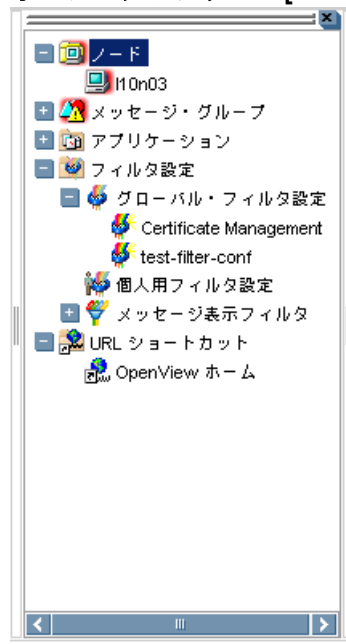 ノード
l10n03
メッセージ・グループ
アプリケーション
フィルタ設定
グローバル・フィルタ設定
Certificate Management
test-filter-conf
個人用フィルタ設定
メッセージ表示フィルタ
URL ショートカット
OpenView ホーム